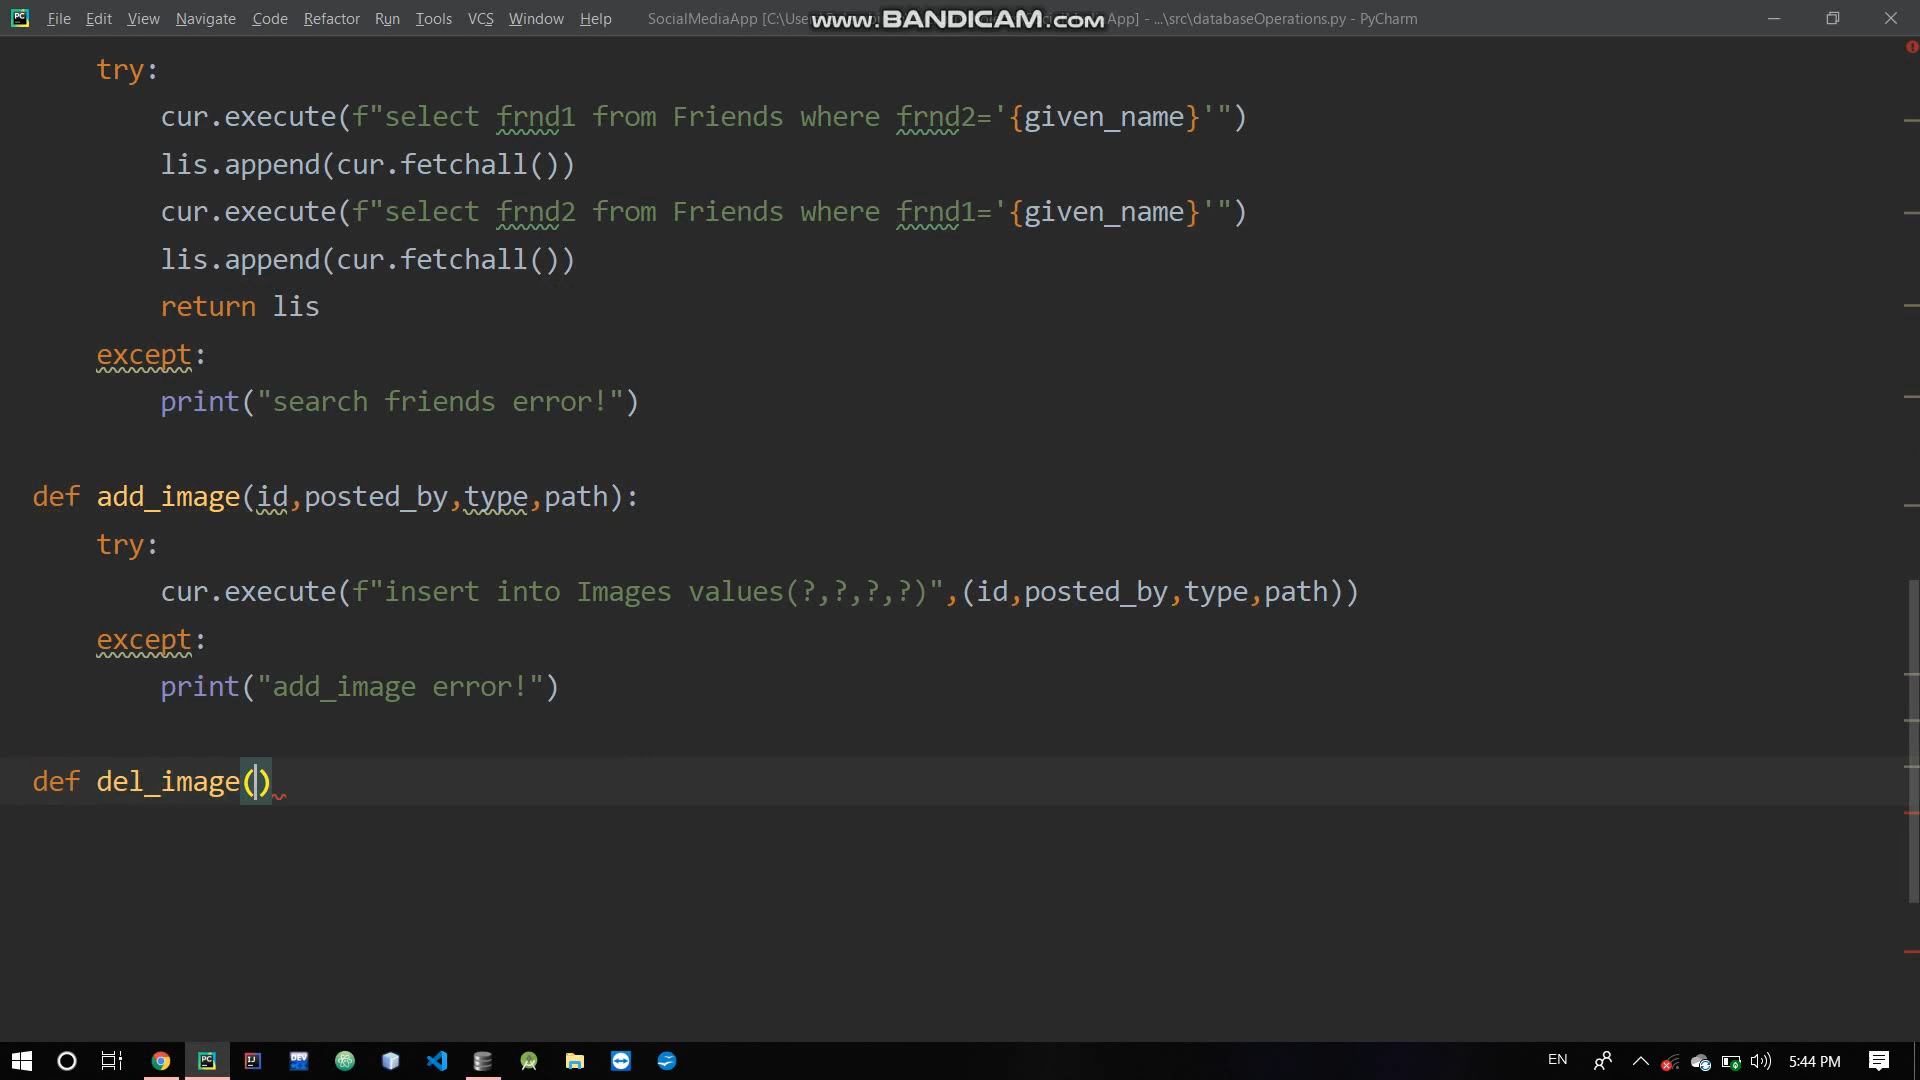 File Edit View Navigate Code Refactor Run Tools VCS Window Help SocialMediaApp [C:\User www.BANDICAM.com App] - ...\src\databaseOperations.py - PyCharm
try:
cur.execute(f"select frnd1 from Friends where frnd2='{given_name}'")
lis.append(cur.fetchall())
cur.execute(f"select frnd2 from Friends where frnd1='{given_name}'")
lis.append(cur.fetchall())
return lis
except:
print("search friends error!")
def add_image(id,posted_by,type,path):
try:
cur.execute(f"insert into Images values(?,?,?,?)",(id,posted_by,type,path))
except:
print("add_image error!")
def del_image()
EN 5:44 PM